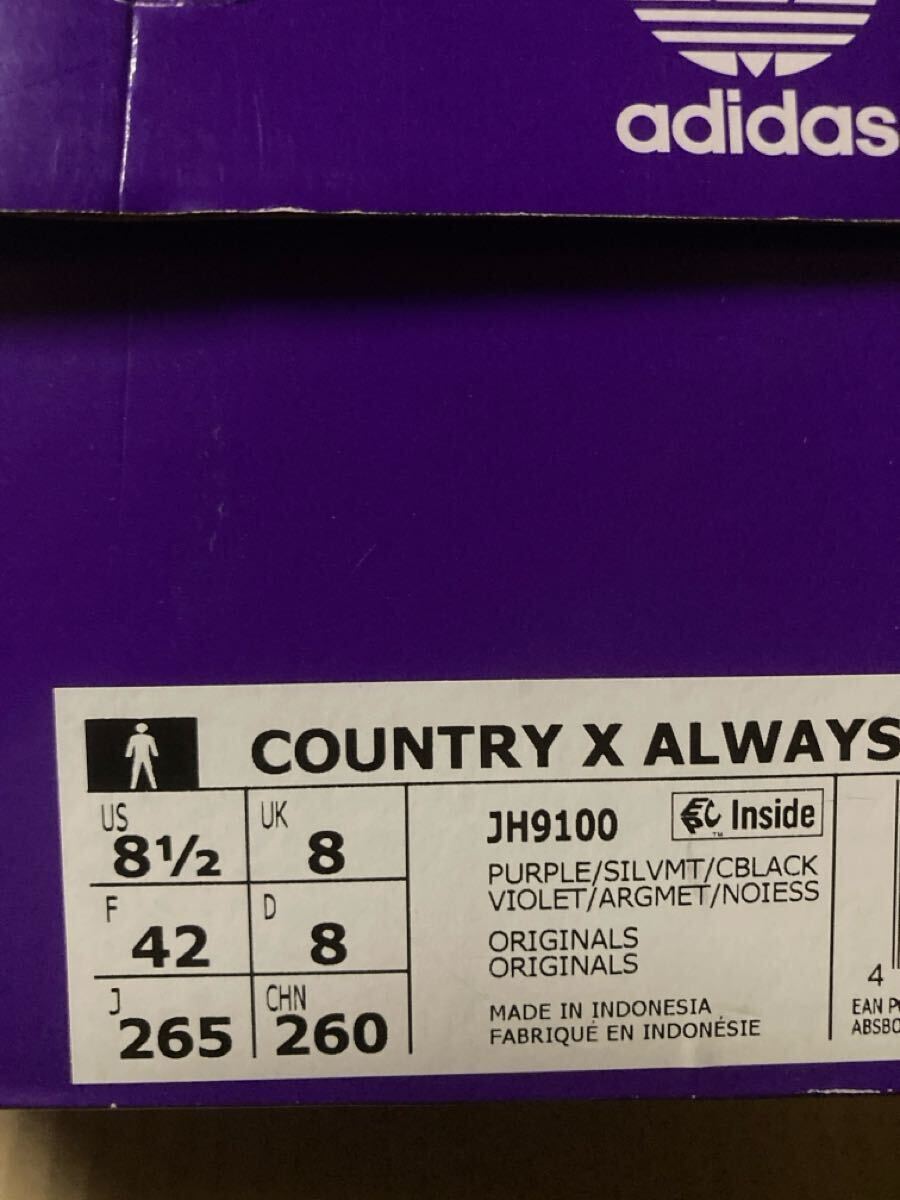 adidas
COUNTRY X ALWAYS
US 8½
UK 8
F 42
D 8
J 265
CHN 260
JH9100
Inside
PURPLE/SILVMT/CBLACK
VIOLET/ARGMET/NOIESS
ORIGINALS
ORIGINALS
MADE IN INDONESIA
FABRIQUÉ EN INDONÉSIE
4
EAN